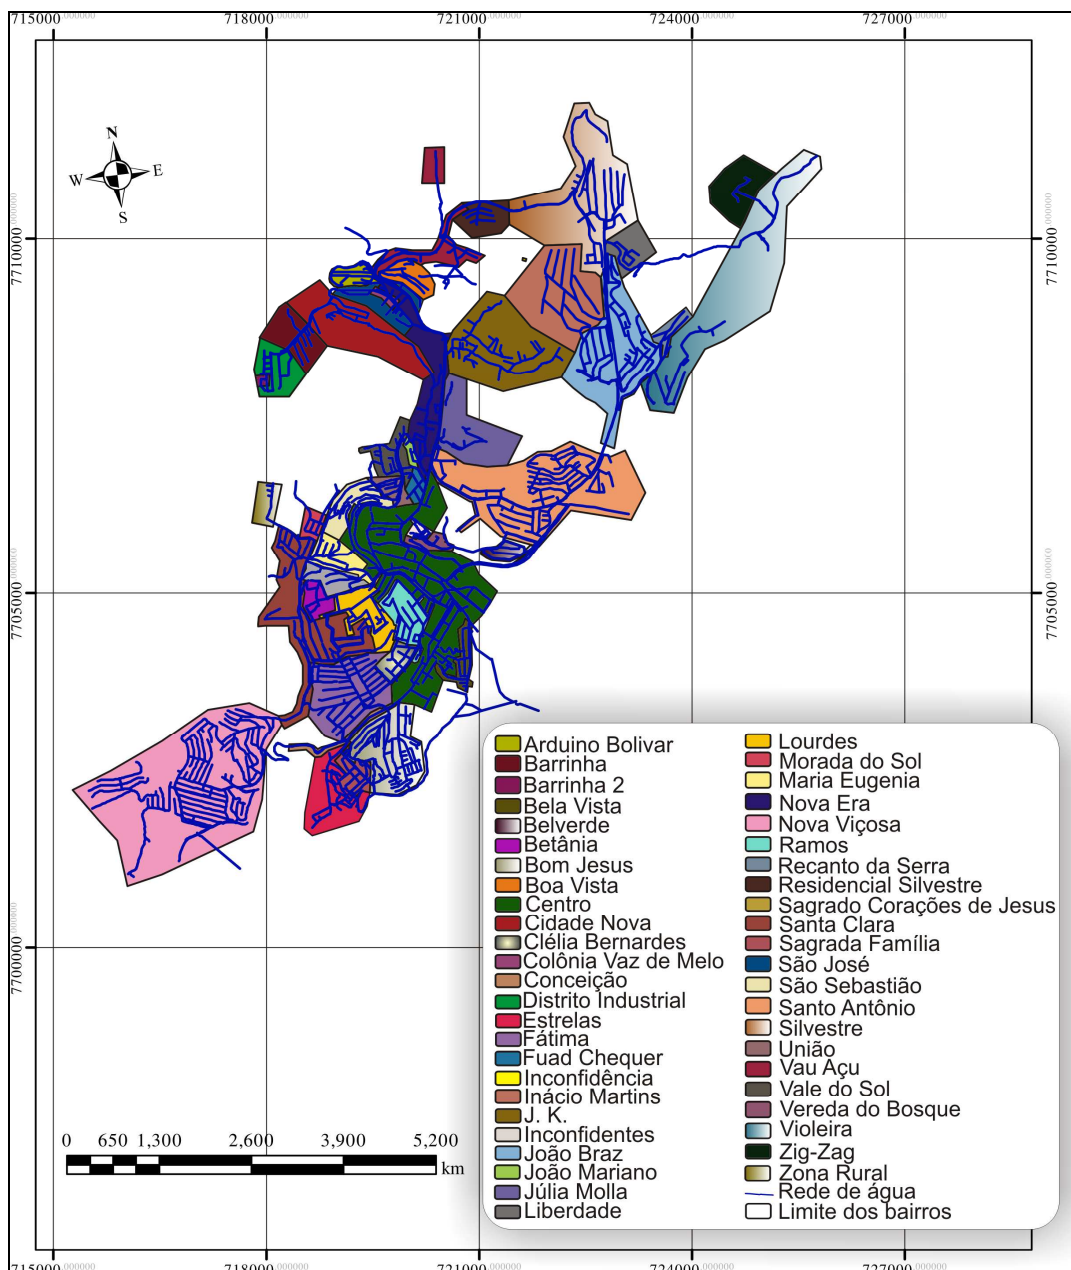 715000.000000 718000.000000 721000.000000 724000.000000 727000.000000
N
W E
S
7710000.000000
7710000.000000
7705000.000000
7705000.000000
7700000.000000
Arduino Bolivar
Barrinha
Barrinha 2
Bela Vista
Belverde
Betânia
Bom Jesus
Boa Vista
Centro
Cidade Nova
Clélia Bernardes
Colônia Vaz de Melo
Conceição
Distrito Industrial
Estrelas
Fátima
Fuad Chequer
Inconfidência
Inácio Martins
J. K.
Inconfidentes
João Braz
João Mariano
Júlia Molla
Liberdade
Lourdes
Morada do Sol
Maria Eugenia
Nova Era
Nova Viçosa
Ramos
Recanto da Serra
Residencial Silvestre
Sagrado Corações de Jesus
Santa Clara
Sagrada Família
São José
São Sebastião
Santo Antônio
Silvestre
União
Vau Açu
Vale do Sol
Vereda do Bosque
Violeira
Zig-Zag
Zona Rural
Rede de água
Limite dos bairros
0 650 1,300 2,600 3,900 5,200
km
715000.000000 718000.000000 721000.000000 724000.000000 727000.000000